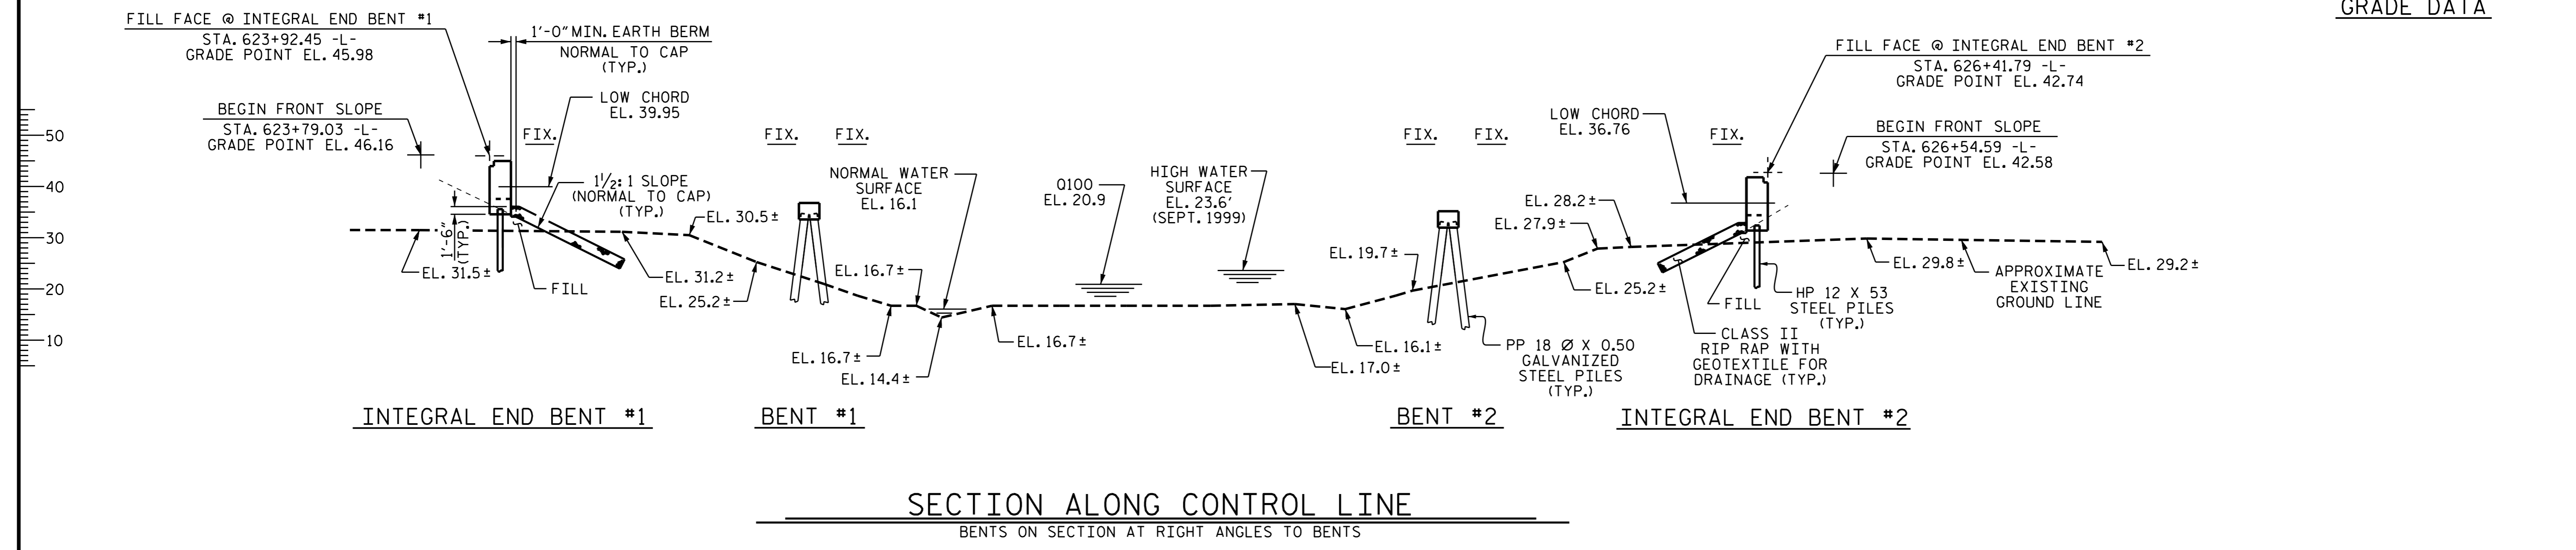 GRADE DATA
FILL FACE @ INTEGRAL END BENT #1
STA. 623+92.45 -L-
GRADE POINT EL. 45.98
1'-0" MIN. EARTH BERM
NORMAL TO CAP
(TYP.)
FILL FACE @ INTEGRAL END BENT #2
STA. 626+41.79 -L-
GRADE POINT EL. 42.74
BEGIN FRONT SLOPE
STA. 623+79.03 -L-
GRADE POINT EL. 46.16
LOW CHORD
EL. 39.95
LOW CHORD
EL. 36.76
BEGIN FRONT SLOPE
STA. 626+54.59 -L-
GRADE POINT EL. 42.58
FIX.
FIX.
FIX.
FIX.
FIX.
FIX.
50
40
30
20
10
1½:1 SLOPE
(NORMAL TO CAP)
(TYP.)
NORMAL WATER
SURFACE
EL. 16.1
Q100
EL. 20.9
HIGH WATER
SURFACE
EL. 23.6'
(SEPT. 1999)
1'-6"
(TYP.)
EL. 31.5±
FILL
EL. 30.5±
EL. 31.2±
EL. 25.2±
EL. 16.7±
EL. 16.7±
EL. 14.4±
EL. 16.7±
EL. 17.0±
EL. 16.1±
EL. 19.7±
EL. 28.2±
EL. 27.9±
EL. 25.2±
PP 18 Ø X 0.50
GALVANIZED
STEEL PILES
(TYP.)
FILL
CLASS II
RIP RAP WITH
GEOTEXTILE FOR
DRAINAGE (TYP.)
HP 12 X 53
STEEL PILES
(TYP.)
EL. 29.8±
APPROXIMATE
EXISTING
GROUND LINE
EL. 29.2±
INTEGRAL END BENT #1
BENT #1
BENT #2
INTEGRAL END BENT #2
SECTION ALONG CONTROL LINE
BENTS ON SECTION AT RIGHT ANGLES TO BENTS